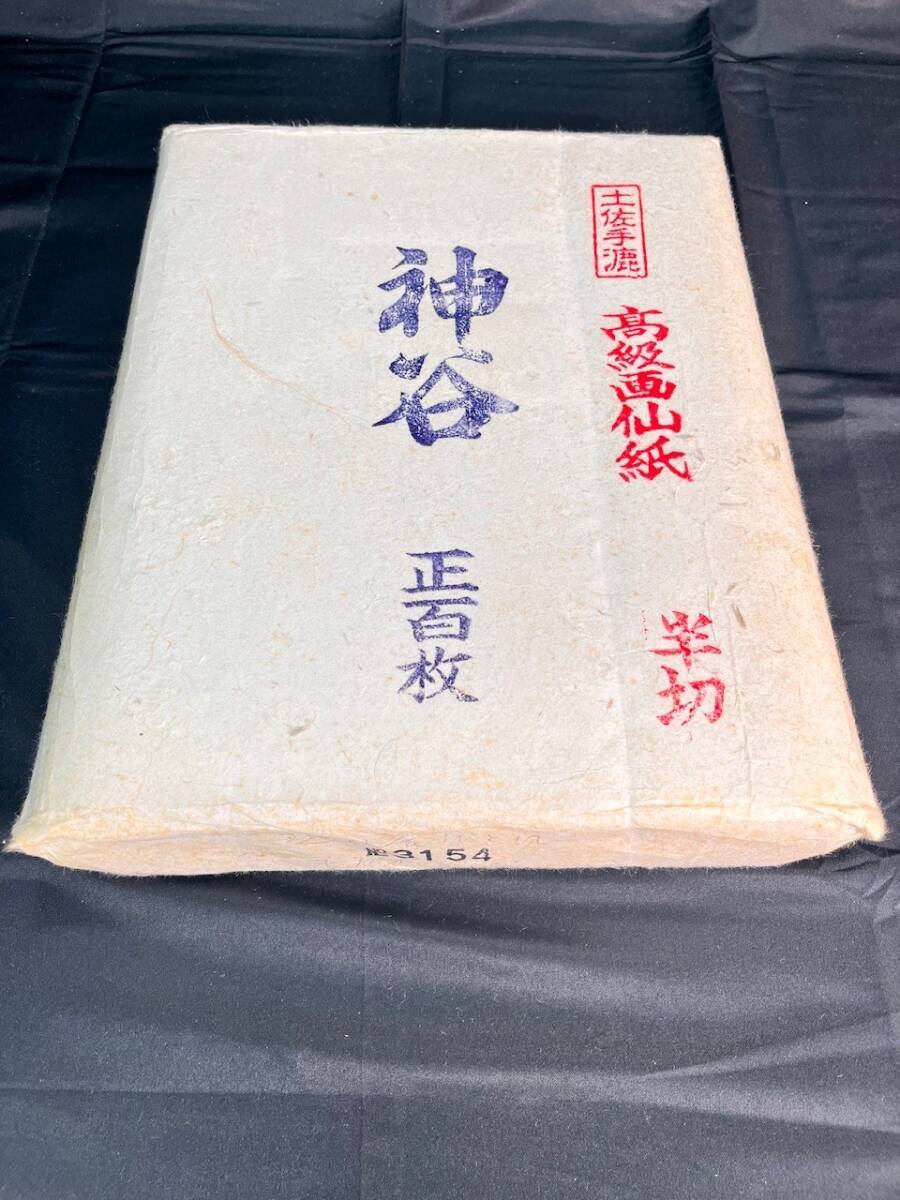 土佐手漉
高級画仙紙
半切
神谷
正百枚
№3154